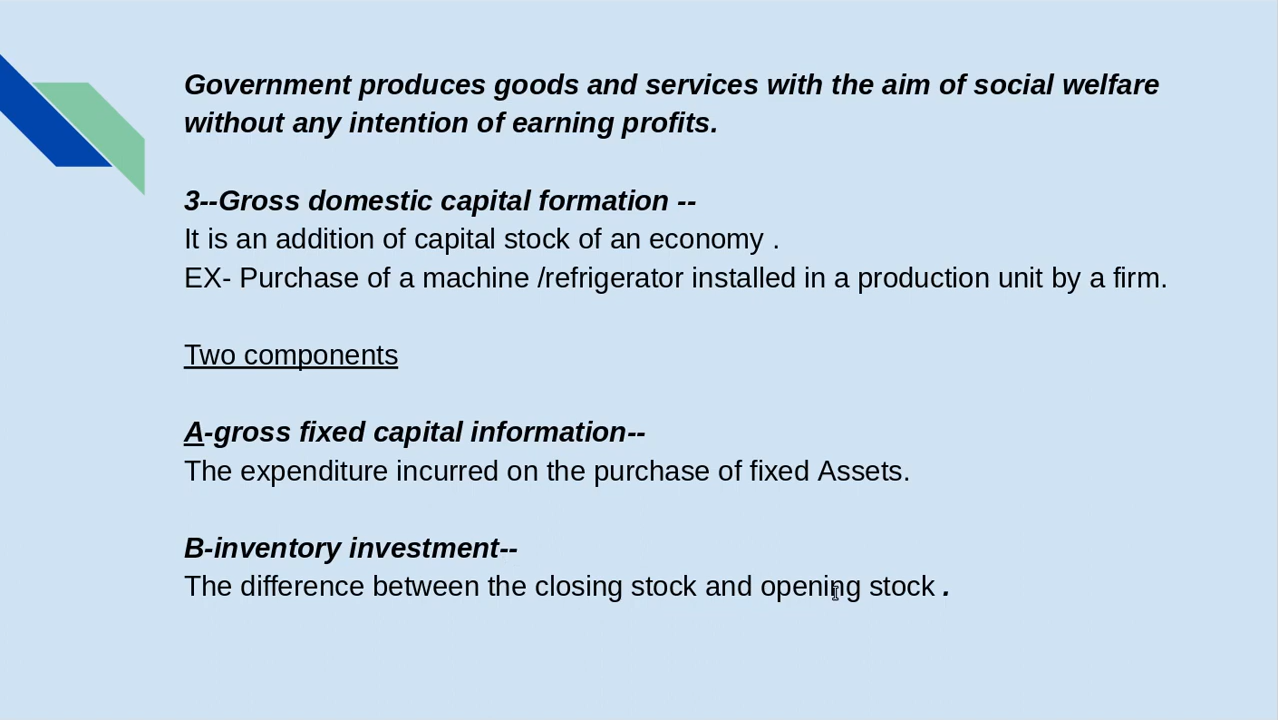 Government produces goods and services with the aim of social welfare
without any intention of earning profits.
3--Gross domestic capital formation --
It is an addition of capital stock of an economy .
EX- Purchase of a machine /refrigerator installed in a production unit by a firm.
Two components
A-gross fixed capital information--
The expenditure incurred on the purchase of fixed Assets.
B-inventory investment--
The difference between the closing stock and opening stock .